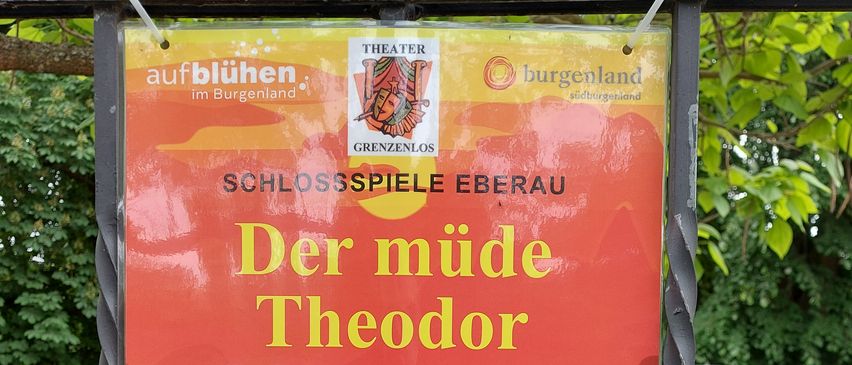 aufblühen
im Burgenland
THEATER
GRENZENLOS
burgenland
südburgenland
SCHLOSSSPIELE EBERAU
Der müde
Theodor